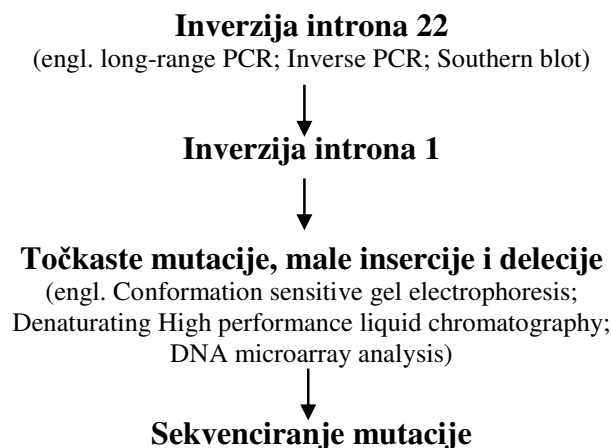 Inverzija introna 22
(engl. long-range PCR; Inverse PCR; Southern blot)
Inverzija introna 1
Točkaste mutacije, male insercije i delecije
(engl. Conformation sensitive gel electrophoresis;
Denaturating High performance liquid chromatography;
DNA microarray analysis)
Sekvenciranje mutacije